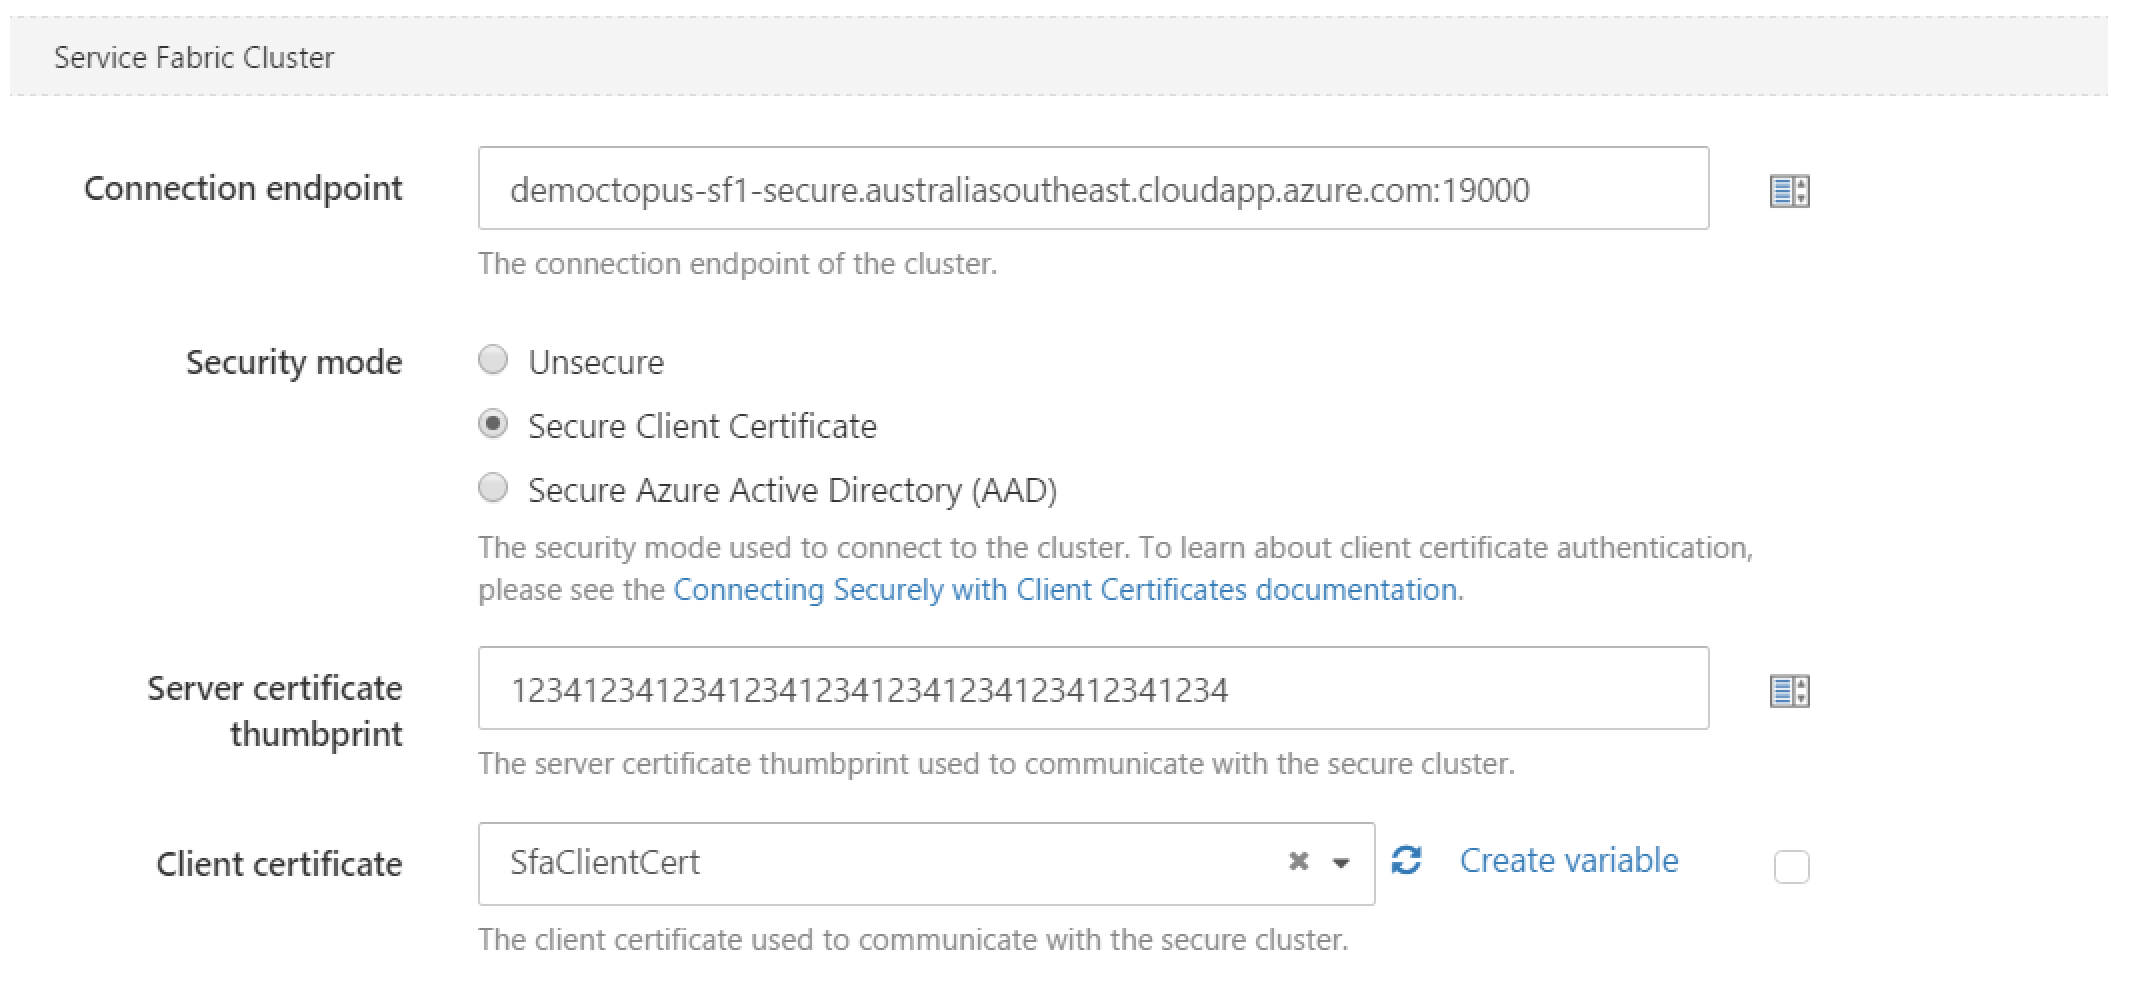 Service Fabric Cluster
Connection endpoint
democtopus-sf1-secure.australiasoutheast.cloudapp.azure.com:19000
The connection endpoint of the cluster.
Security mode
Unsecure
Secure Client Certificate
Secure Azure Active Directory (AAD)
The security mode used to connect to the cluster. To learn about client certificate authentication,
please see the Connecting Securely with Client Certificates documentation.
Server certificate
thumbprint
1234123412341234123412341234123412341234
The server certificate thumbprint used to communicate with the secure cluster.
Client certificate
SfaClientCert
Create variable
The client certificate used to communicate with the secure cluster.